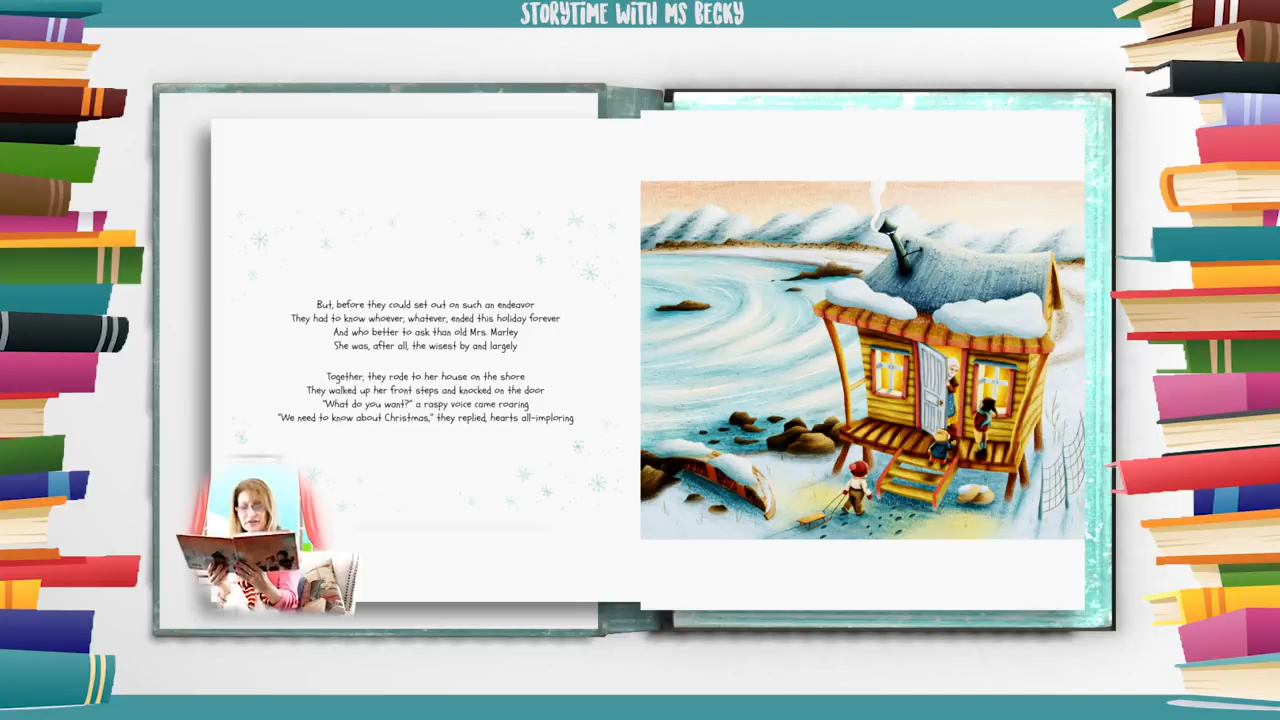 STORYTIME WITH MS BECKY
But, before they could set out on such an endeavor
They had to know whoever, whatever, ended this holiday forever
And who better to ask than old Mrs. Marley
She was, after all, the wisest by and largely
Together, they rode to her house on the shore
They walked up her front steps and knocked on the door
"What do you want?" a raspy voice came roaring
"We need to know about Christmas," they replied, hearts all-imploring